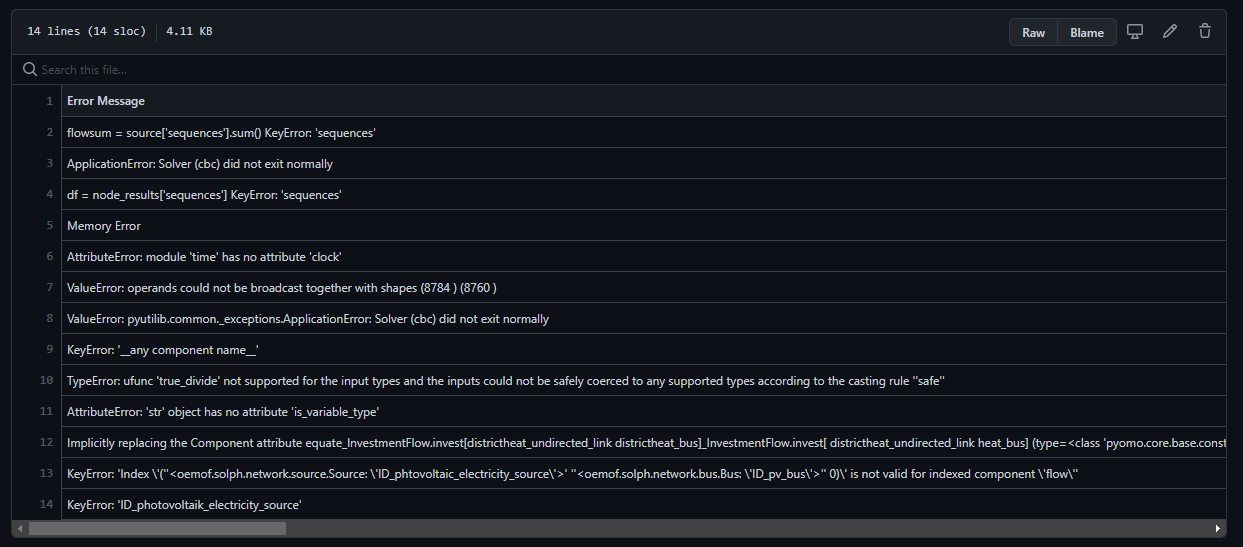 14 lines (14 sloc) 4.11 KB Raw Blame
Search this file...
1 Error Message
2 flowsum = source['sequences'].sum() KeyError: 'sequences'
3 ApplicationError: Solver (cbc) did not exit normally
4 df = node_results['sequences'] KeyError: 'sequences'
5 Memory Error
6 AttributeError: module 'time' has no attribute 'clock'
7 ValueError: operands could not be broadcast together with shapes (8784 ) (8760 )
8 ValueError: pyutilib.common._exceptions.ApplicationError: Solver (cbc) did not exit normally
9 KeyError: '__any component name__'
10 TypeError: ufunc 'true_divide' not supported for the input types and the inputs could not be safely coerced to any supported types according to the casting rule "safe"
11 AttributeError: 'str' object has no attribute 'is_variable_type'
12 Implicitly replacing the Component attribute equate_InvestmentFlow.invest[districtheat_undirected_link districtheat_bus]_InvestmentFlow.invest[ districtheat_undirected_link heat_bus] (type=<class 'pyomo.core.base.const
13 KeyError: 'Index \'("<oemof.solph.network.source.Source: \'ID_phtovoltaic_electricity_source\'>' "<oemof.solph.network.bus.Bus: \'ID_pv_bus\'>" 0)\' is not valid for indexed component \'flow\"
14 KeyError: 'ID_photovoltaik_electricity_source'